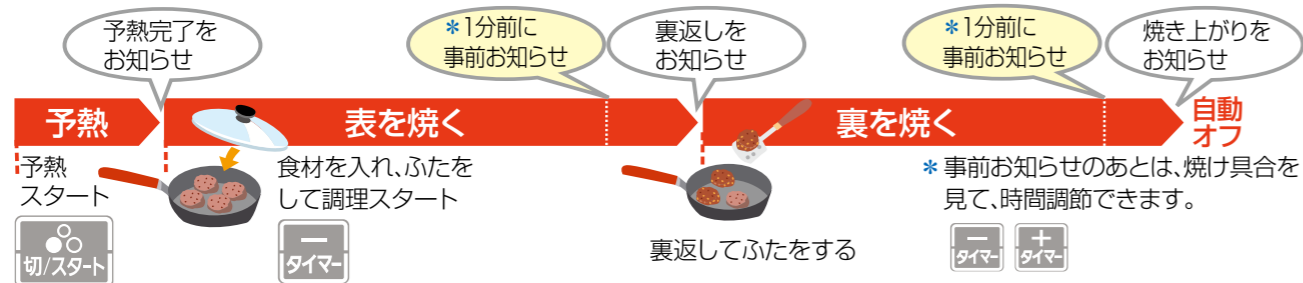 予熱完了を
お知らせ
＊1分前に
事前お知らせ
裏返しを
お知らせ
＊1分前に
事前お知らせ
焼き上がりを
お知らせ
予熱
表を焼く
裏を焼く
自動
オフ
予熱
スタート
切/スタート
食材を入れ、ふたを
して調理スタート
－
タイマー
裏返してふたをする
＊事前お知らせのあとは、焼け具合を
見て、時間調節できます。
－
タイマー
＋
タイマー